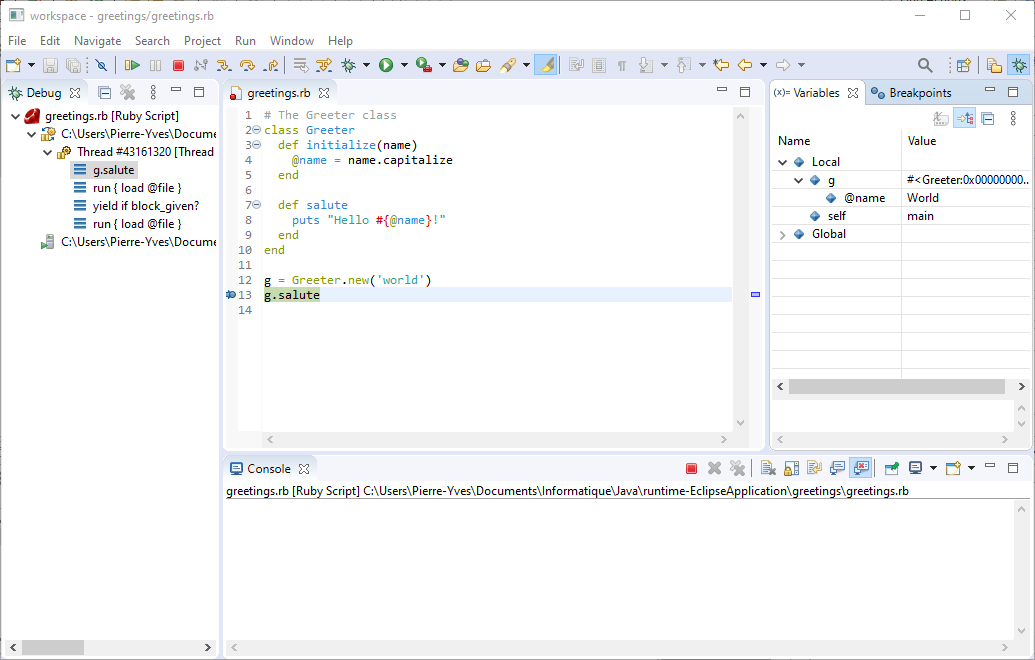 workspace - greetings/greetings.rb
File Edit Navigate Search Project Run Window Help
Debug
greetings.rb [Ruby Script]
C:\Users\Pierre-Yves\Docume
Thread #43161320 [Thread
g.salute
run { load @file }
yield if block_given?
run { load @file }
C:\Users\Pierre-Yves\Docume
greetings.rb
1 # The Greeter class
2 class Greeter
3 def initialize(name)
4 @name = name.capitalize
5 end
6
7 def salute
8 puts "Hello #{@name}!"
9 end
10 end
11
12 g = Greeter.new('world')
13 g.salute
14
(x)= Variables Breakpoints
Name Value
Local
g #<Greeter:0x00000000..
@name World
self main
Global
Console
greetings.rb [Ruby Script] C:\Users\Pierre-Yves\Documents\Informatique\Java\runtime-EclipseApplication\greetings\greetings.rb